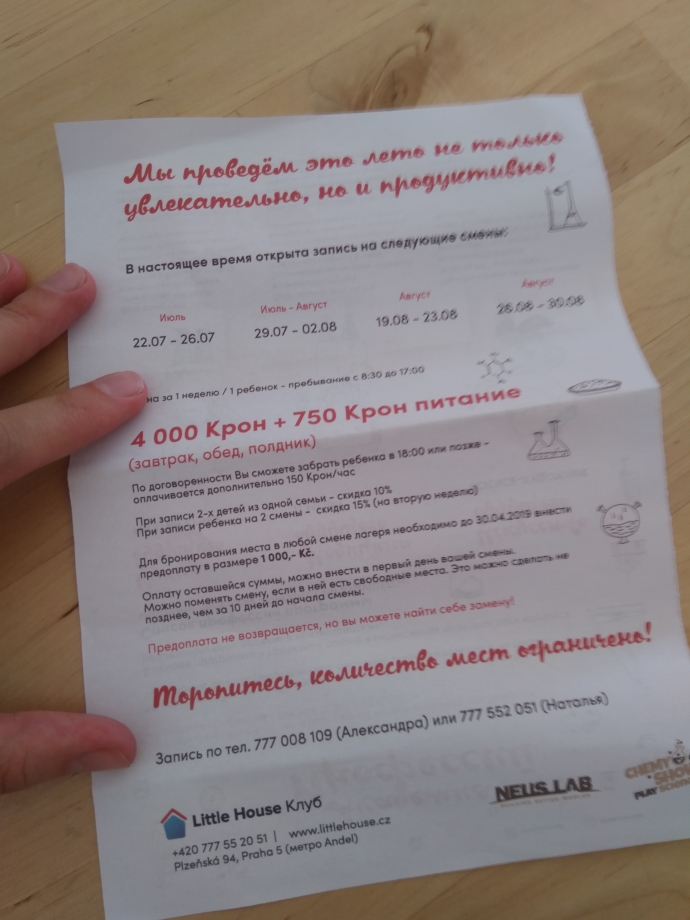 Мы проведём это лето не только
увлекательно, но и продуктивно!
В настоящее время открыта запись на следующие смены:
Июль
22.07 - 26.07
Июль - Август
29.07 - 02.08
Август
19.08 - 23.08
Август
26.08 - 30.08
на за 1 неделю / 1 ребенок - пребывание с 8:30 до 17:00
4 000 Крон + 750 Крон питание
(завтрак, обед, полдник)
По договоренности Вы сможете забрать ребенка в 18:00 или позже -
оплачивается дополнительно 150 Крон/час
При записи 2-х детей из одной семьи - скидка 10%
При записи ребенка на 2 смены - скидка 15% (на вторую неделю)
Для бронирования места в любой смене лагеря необходимо до 30.04.2019 внести
предоплату в размере 1 000,- Kč.
Оплату оставшейся суммы, можно внести в первый день вашей смены.
Можно поменять смену, если в ней есть свободные места. Это можно сделать не
позднее, чем за 10 дней до начала смены.
Предоплата не возвращается, но вы можете найти себе замену!
Торопитесь, количество мест ограничено!
Запись по тел. 777 008 109 (Александра) или 777 552 051 (Наталья)
Little House Клуб
+420 777 55 20 51 | www.littlehouse.cz
Plzeňská 94, Praha 5 (метро Anděl)
NEUS LAB
CHEMY
SHOW
PLAY